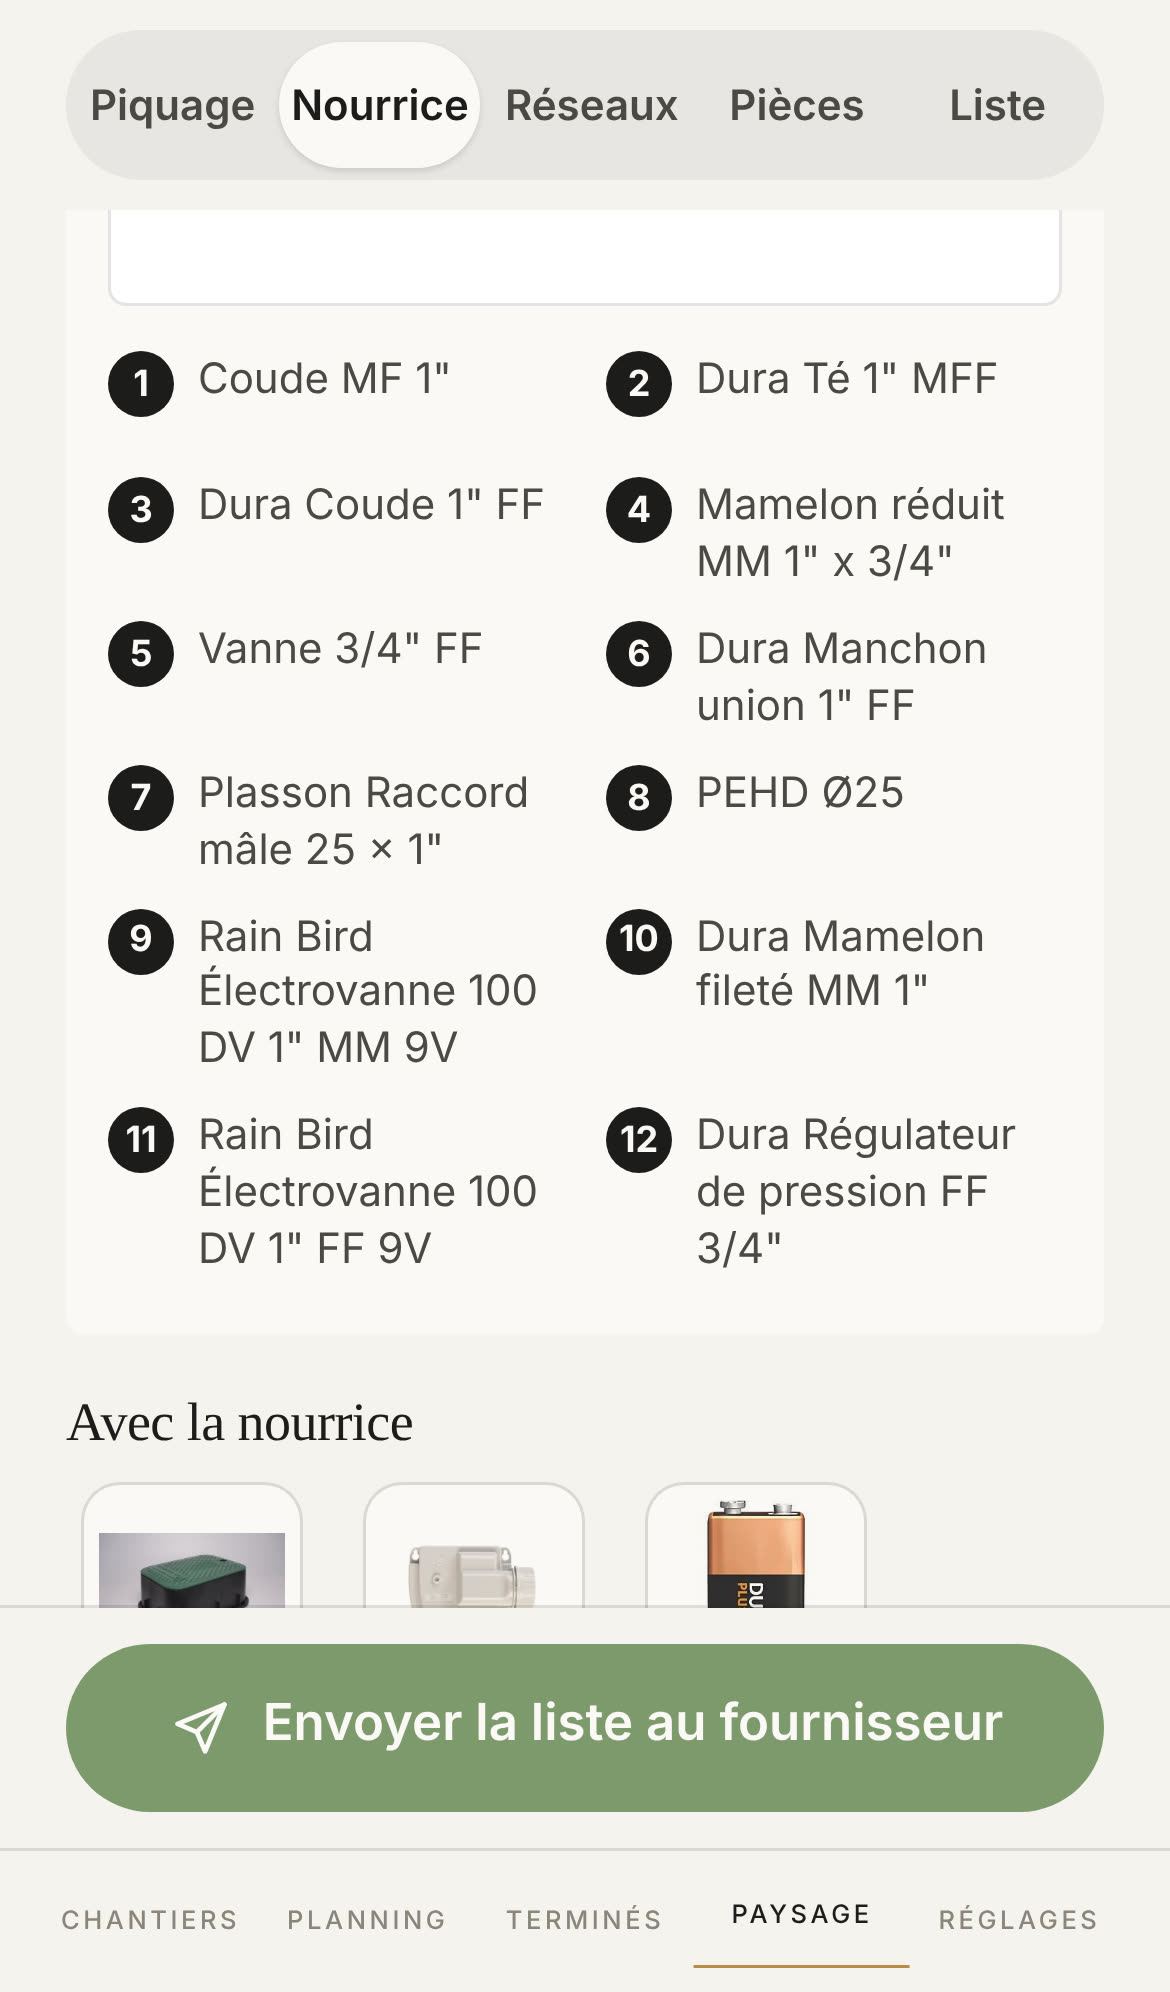 Piquage Nourrice Réseaux Pièces Liste
1 Coude MF 1"
2 Dura Té 1" MFF
3 Dura Coude 1" FF
4 Mamelon réduit
MM 1" x 3/4"
5 Vanne 3/4" FF
6 Dura Manchon
union 1" FF
7 Plasson Raccord
mâle 25 × 1"
8 PEHD Ø25
9 Rain Bird
Électrovanne 100
DV 1" MM 9V
10 Dura Mamelon
fileté MM 1"
11 Rain Bird
Électrovanne 100
DV 1" FF 9V
12 Dura Régulateur
de pression FF
3/4"
Avec la nourrice
DU
PLU
Envoyer la liste au fournisseur
CHANTIERS PLANNING TERMINÉS PAYSAGE RÉGLAGES